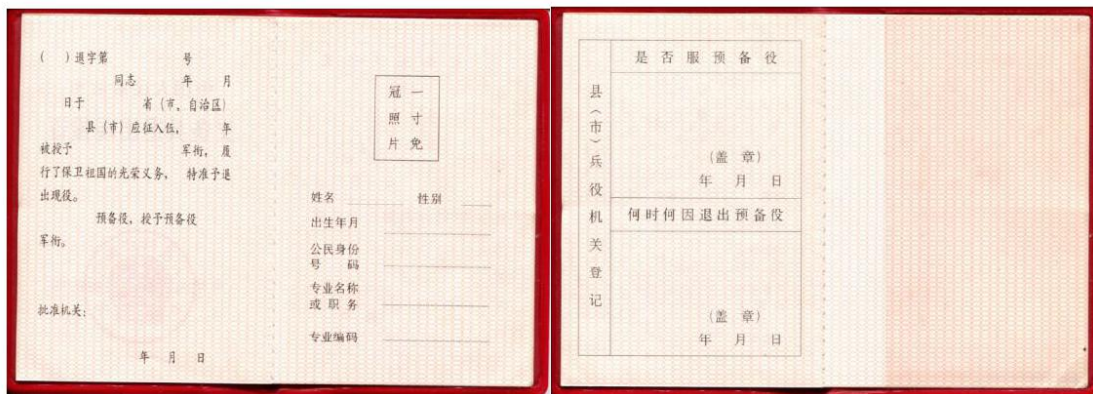 （ ）退字第 号
同志 年 月
日于 省（市、自治区）
县（市）应征入伍， 年
被授予 军衔，履
行了保卫祖国的光荣义务， 特准予退
出现役。
预备役，授予预备役
军衔。
批准机关：
年 月 日
冠 一
照 寸
片 免
姓名 性别
出生年月
公民身份
号 码
专业名称
或 职 务
专业编码
县（市）兵役机关登记
是 否 服 预 备 役
（盖 章）
年 月 日
何时何因退出预备役
（盖 章）
年 月 日